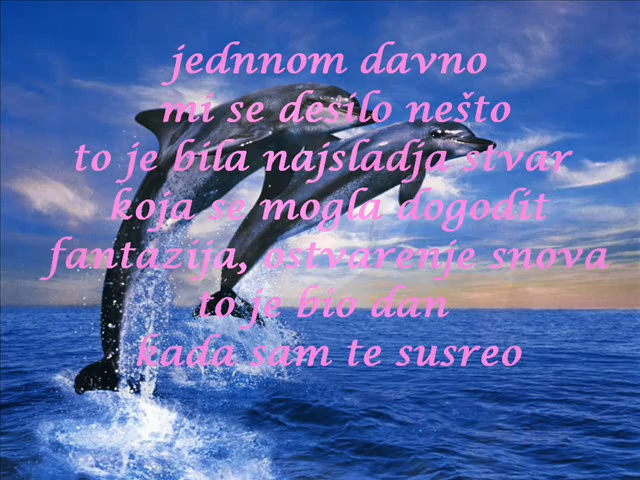 jednnom davno
mi se desilo nešto
to je bila najsladja stvar
koja se mogla dogodit
fantazija, ostvarenje snova
to je bio dan
kada sam te susreo